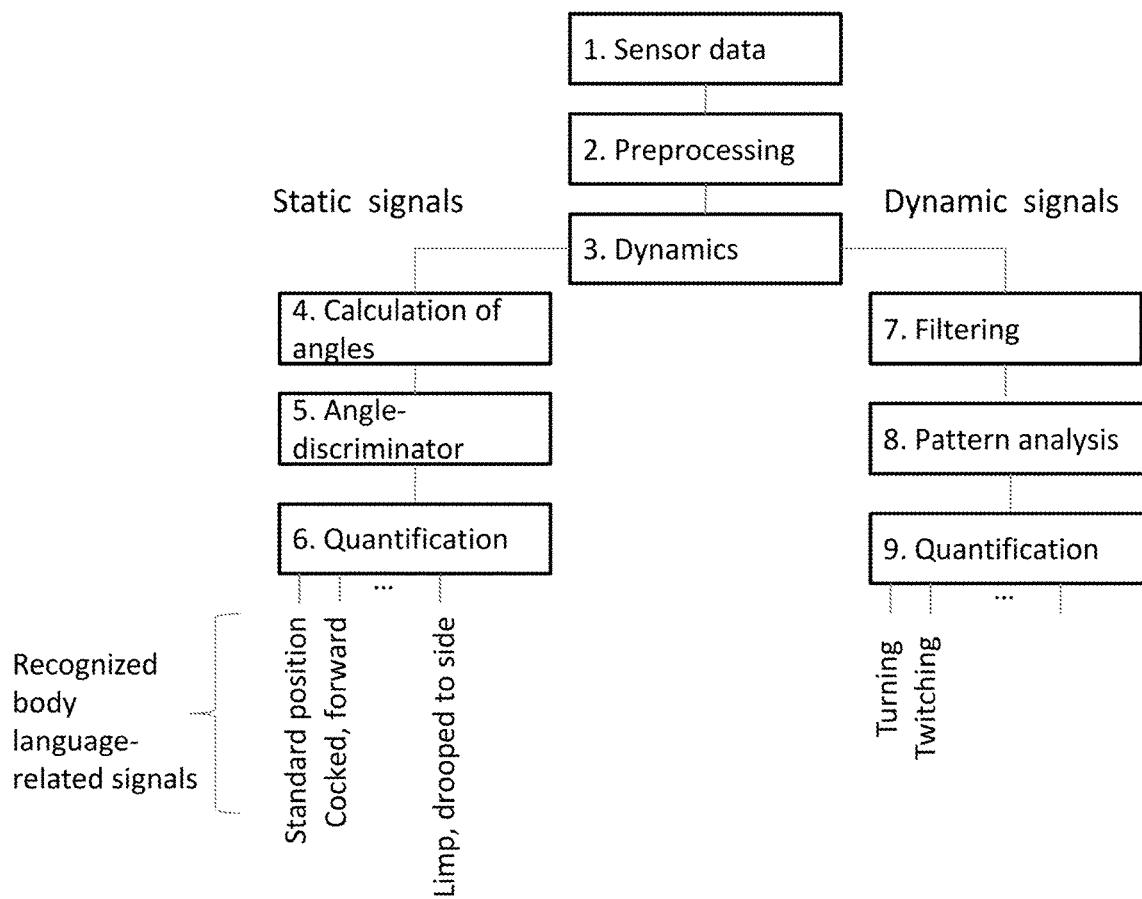 1. Sensor data
2. Preprocessing
Static signals
Dynamic signals
3. Dynamics
4. Calculation of
angles
5. Angle-
discriminator
6. Quantification
7. Filtering
8. Pattern analysis
9. Quantification
...
...
Recognized
body
language-
related signals
Standard position
Cocked, forward
Limp, drooped to side
Turning
Twitching